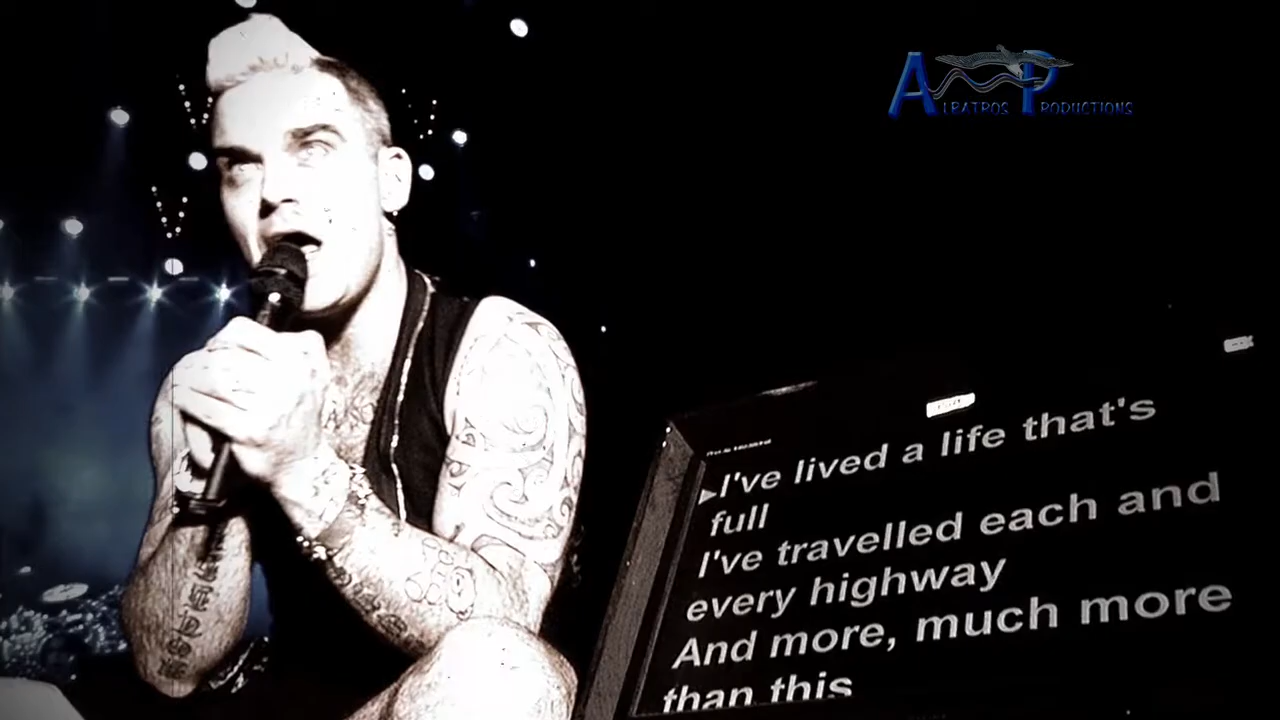 ALBATROS PRODUCTIONS
I've lived a life that's
full
I've travelled each and
every highway
And more, much more
than this